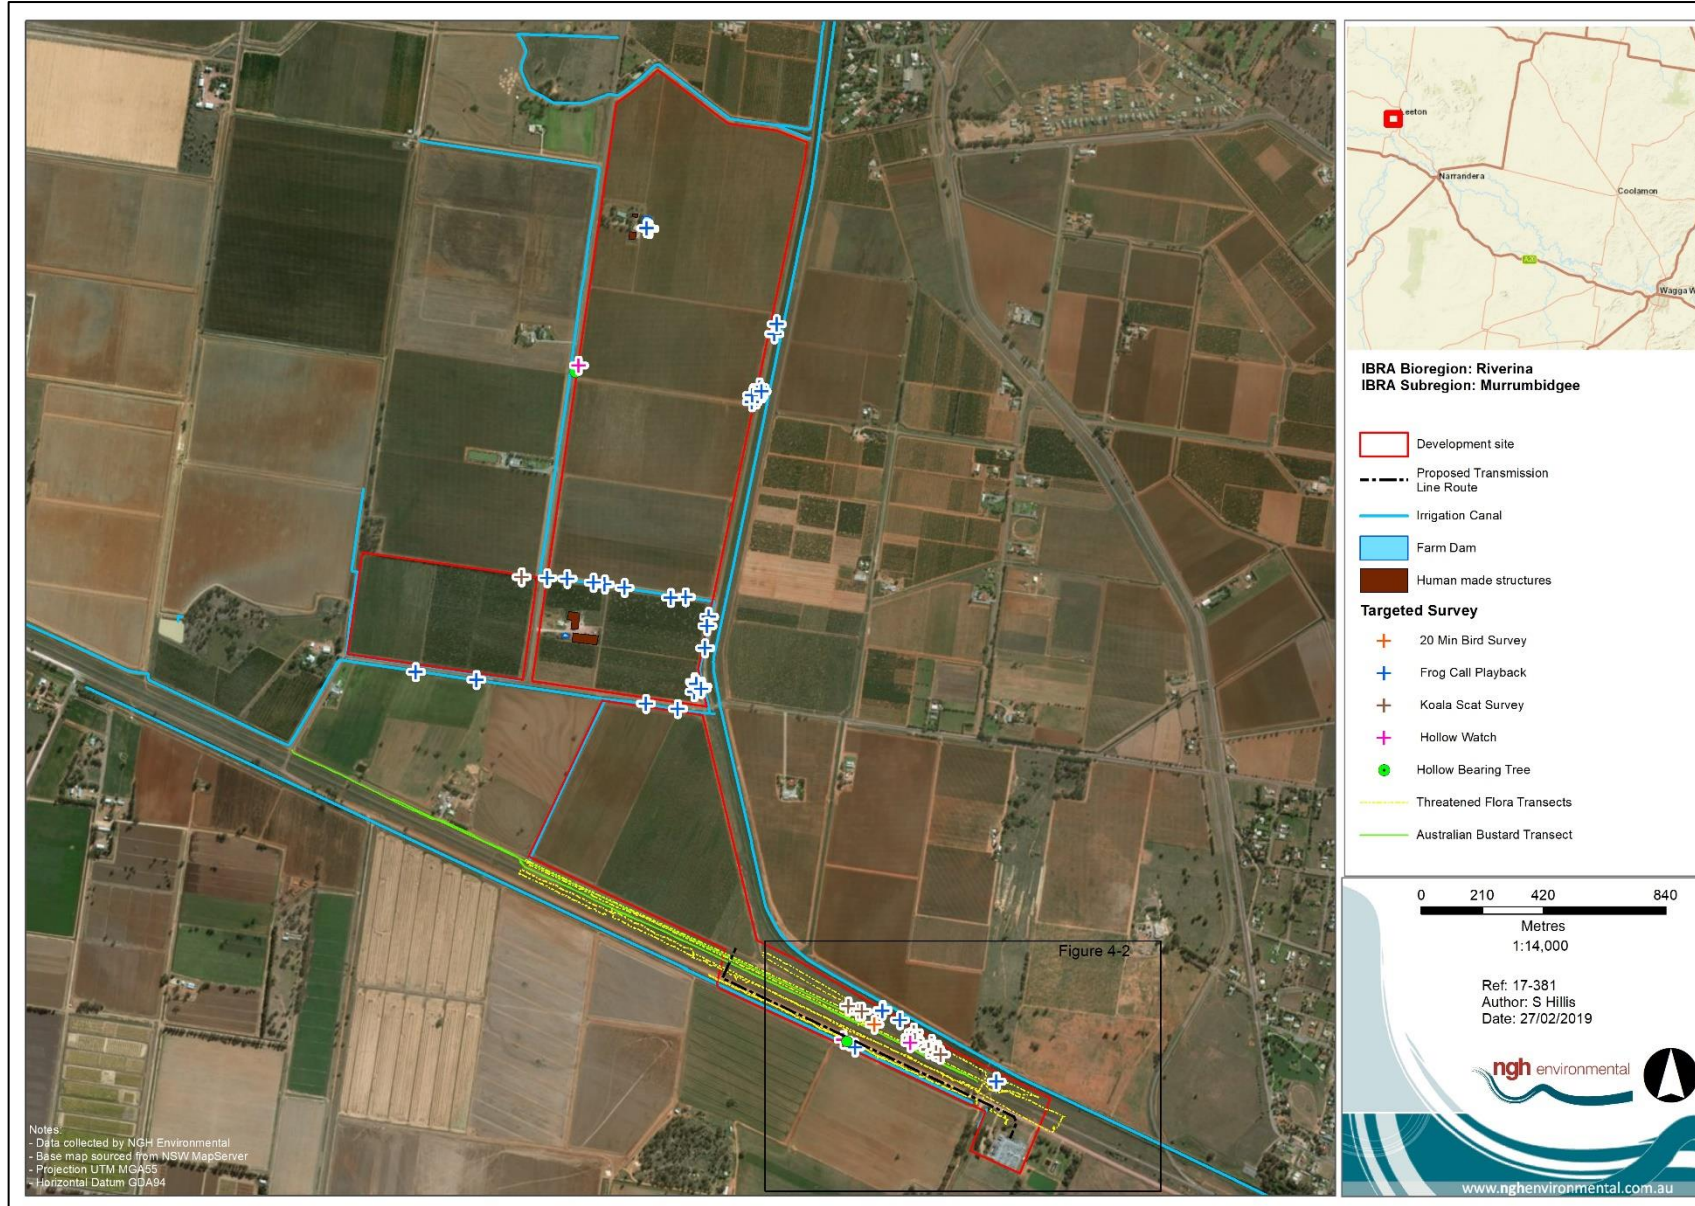 Figure 4-2
Notes:
- Data collected by NGH Environmental
- Base map sourced from NSW MapServer
- Projection UTM MGA55
- Horizontal Datum GDA94
Leeton
Narrandera
Coolamon
A20
Wagga W
IBRA Bioregion: Riverina
IBRA Subregion: Murrumbidgee
Development site
Proposed Transmission
Line Route
Irrigation Canal
Farm Dam
Human made structures
Targeted Survey
20 Min Bird Survey
Frog Call Playback
Koala Scat Survey
Hollow Watch
Hollow Bearing Tree
Threatened Flora Transects
Australian Bustard Transect
0 210 420 840
Metres
1:14,000
Ref: 17-381
Author: S Hillis
Date: 27/02/2019
ngh environmental
www.nghenvironmental.com.au